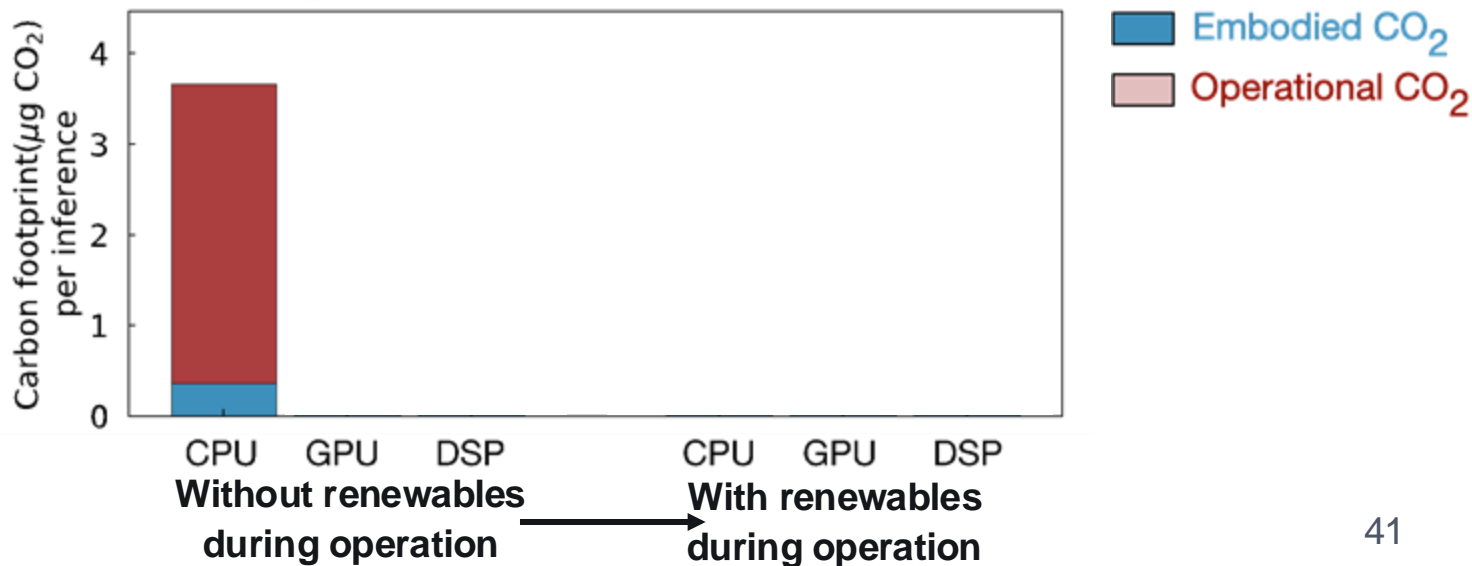 Carbon footprint(μg CO₂)
per inference
4
3
2
1
0
Embodied CO₂
Operational CO₂
CPU GPU DSP CPU GPU DSP
Without renewables
during operation
With renewables
during operation
41